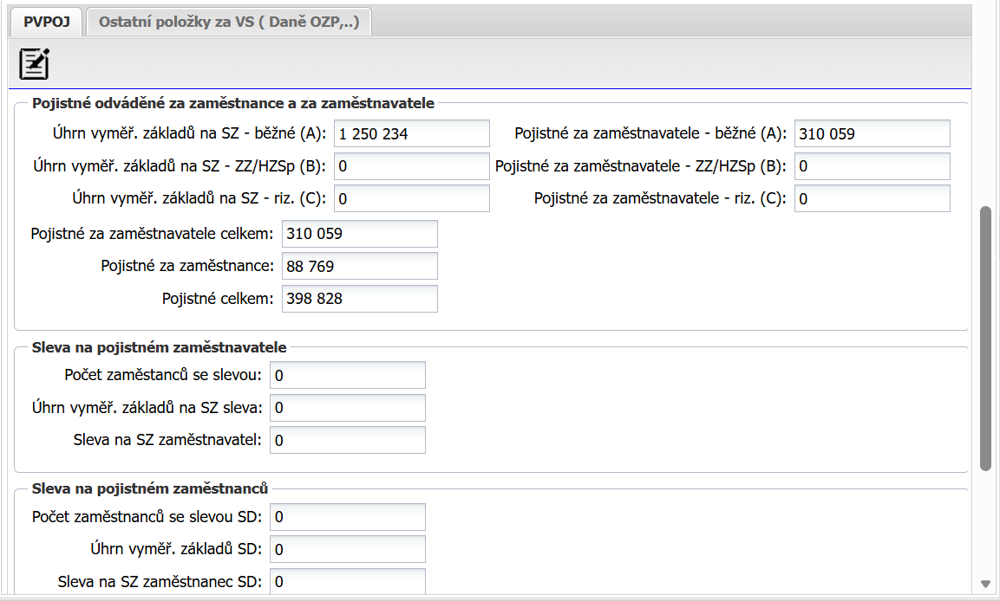 PVPOJ Ostatní položky za VS ( Daně OZP,..)
Pojistné odváděné za zaměstnance a za zaměstnavatele
Úhrn vyměř. základů na SZ - běžné (A): 1 250 234 Pojistné za zaměstnavatele - běžné (A): 310 059
Úhrn vyměř. základů na SZ - ZZ/HZSp (B): 0 Pojistné za zaměstnavatele - ZZ/HZSp (B): 0
Úhrn vyměř. základů na SZ - riz. (C): 0 Pojistné za zaměstnavatele - riz. (C): 0
Pojistné za zaměstnavatele celkem: 310 059
Pojistné za zaměstnance: 88 769
Pojistné celkem: 398 828
Sleva na pojistném zaměstnavatele
Počet zaměstanců se slevou: 0
Úhrn vyměř. základů na SZ sleva: 0
Sleva na SZ zaměstnavatel: 0
Sleva na pojistném zaměstnanců
Počet zaměstnanců se slevou SD: 0
Úhrn vyměř. základů SD: 0
Sleva na SZ zaměstnanec SD: 0